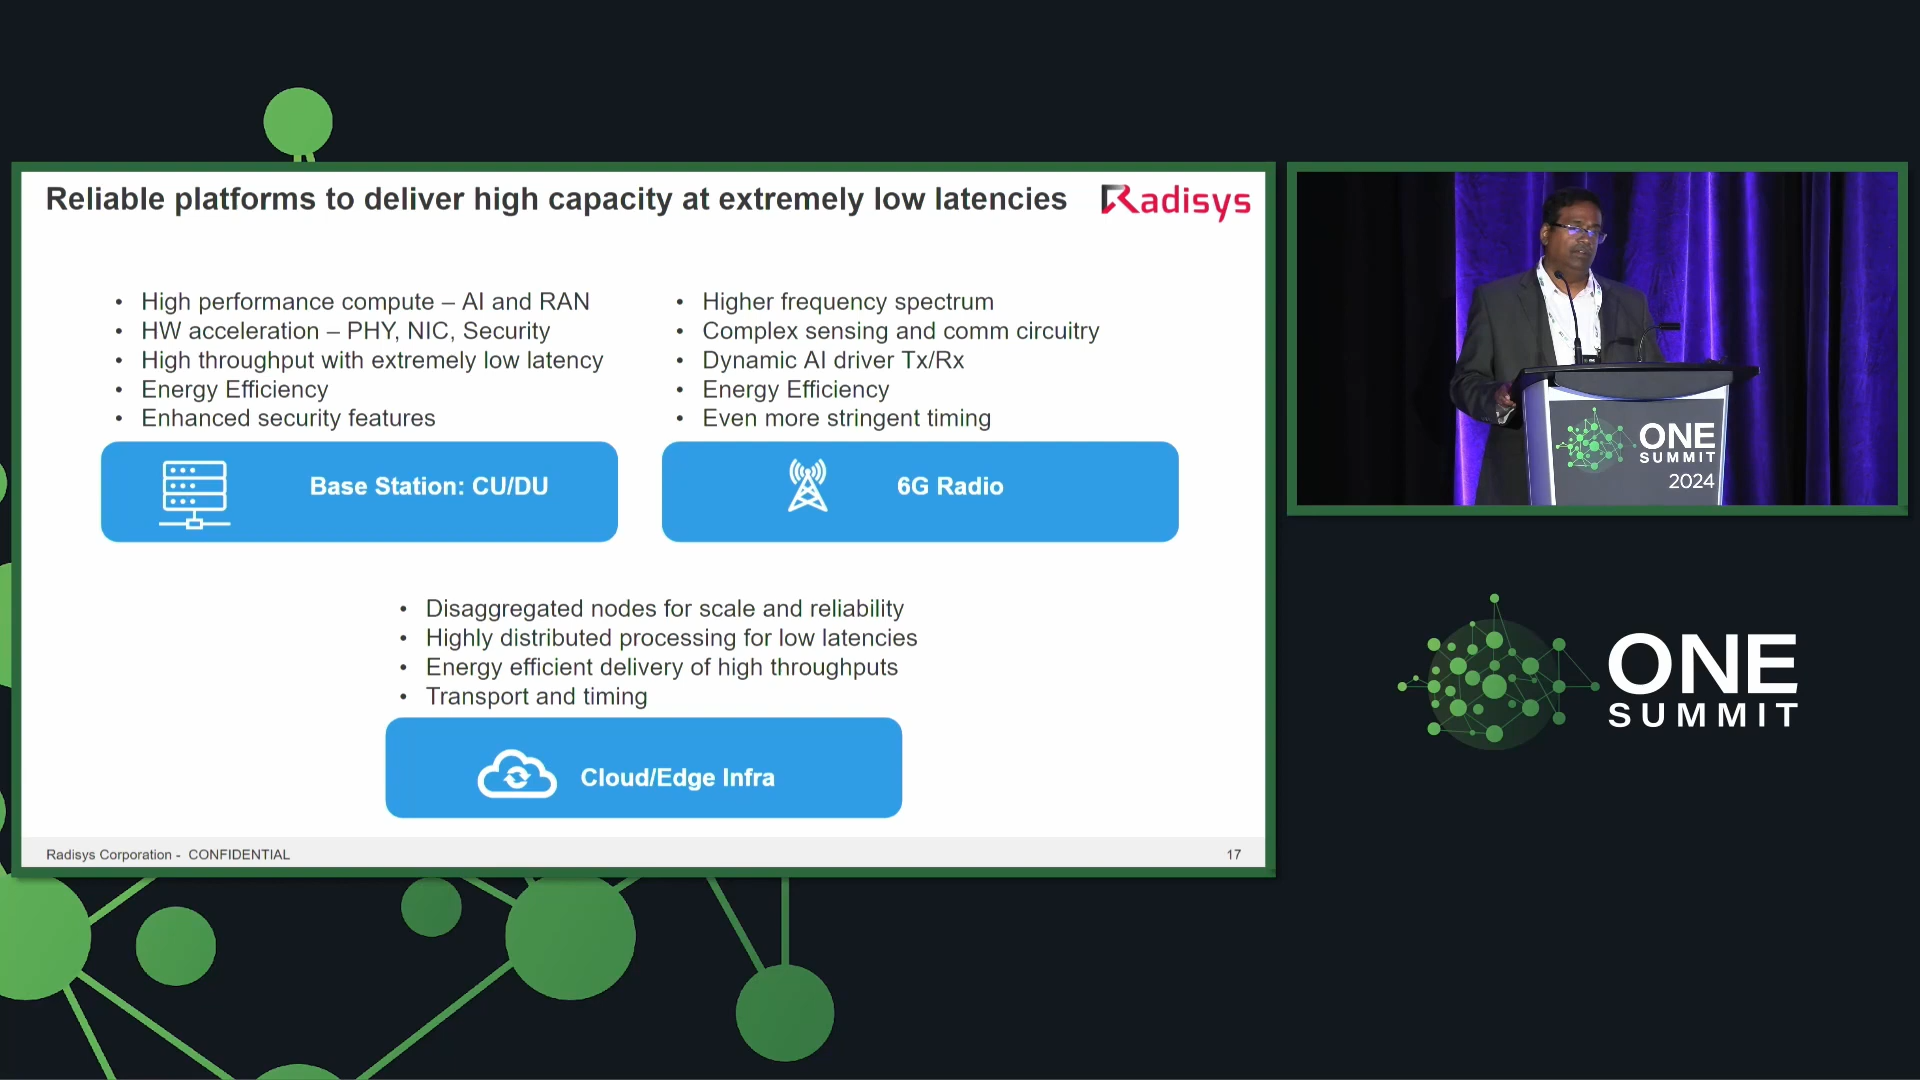 Reliable platforms to deliver high capacity at extremely low latencies
Radisys
• High performance compute – AI and RAN
• HW acceleration – PHY, NIC, Security
• High throughput with extremely low latency
• Energy Efficiency
• Enhanced security features
Base Station: CU/DU
• Higher frequency spectrum
• Complex sensing and comm circuitry
• Dynamic AI driver Tx/Rx
• Energy Efficiency
• Even more stringent timing
6G Radio
• Disaggregated nodes for scale and reliability
• Highly distributed processing for low latencies
• Energy efficient delivery of high throughputs
• Transport and timing
Cloud/Edge Infra
Radisys Corporation - CONFIDENTIAL
17
ONE
SUMMIT
2024
ONE
SUMMIT